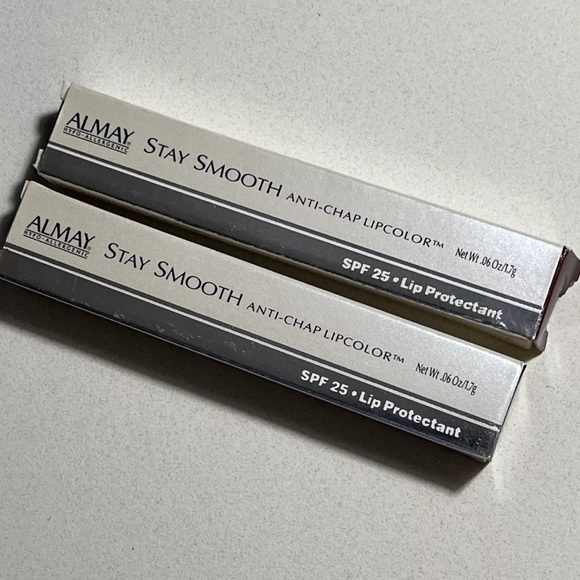 ALMAY
HYPO-ALLERGENIC
STAY SMOOTH ANTI-CHAP LIPCOLOR™
Net Wt .06 Oz/1.7g
SPF 25 • Lip Protectant
ALMAY
HYPO-ALLERGENIC
STAY SMOOTH ANTI-CHAP LIPCOLOR™
Net Wt .06 Oz/1.7g
SPF 25 • Lip Protectant